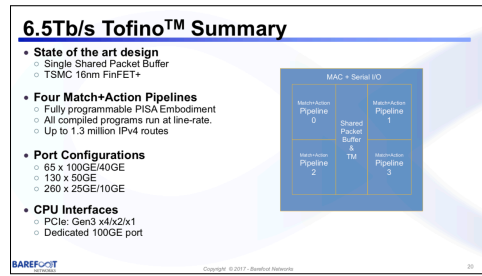 6.5Tb/s Tofino™ Summary
• State of the art design
○ Single Shared Packet Buffer
○ TSMC 16nm FinFET+
• Four Match+Action Pipelines
○ Fully programmable PISA Embodiment
○ All compiled programs run at line-rate.
○ Up to 1.3 million IPv4 routes
• Port Configurations
○ 65 x 100GE/40GE
○ 130 x 50GE
○ 260 x 25GE/10GE
• CPU Interfaces
○ PCIe: Gen3 x4/x2/x1
○ Dedicated 100GE port
MAC + Serial I/O
Match+Action
Pipeline
0
Match+Action
Pipeline
1
Shared
Packet
Buffer
&
TM
Match+Action
Pipeline
2
Match+Action
Pipeline
3
BAREFOOT
NETWORKS
Copyright © 2017 - Barefoot Networks
20